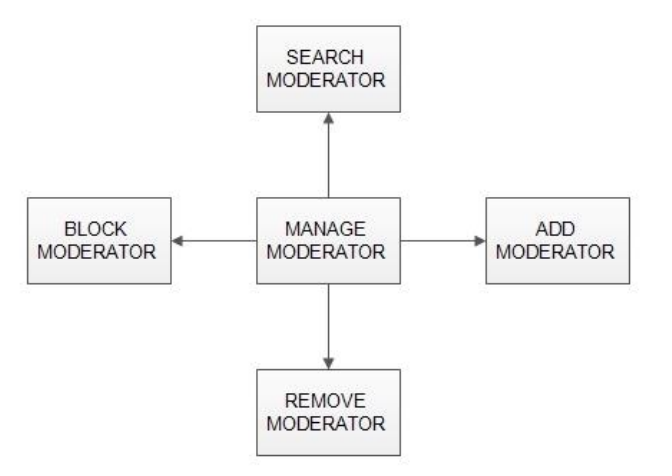 SEARCH
MODERATOR
BLOCK
MODERATOR
MANAGE
MODERATOR
ADD
MODERATOR
REMOVE
MODERATOR